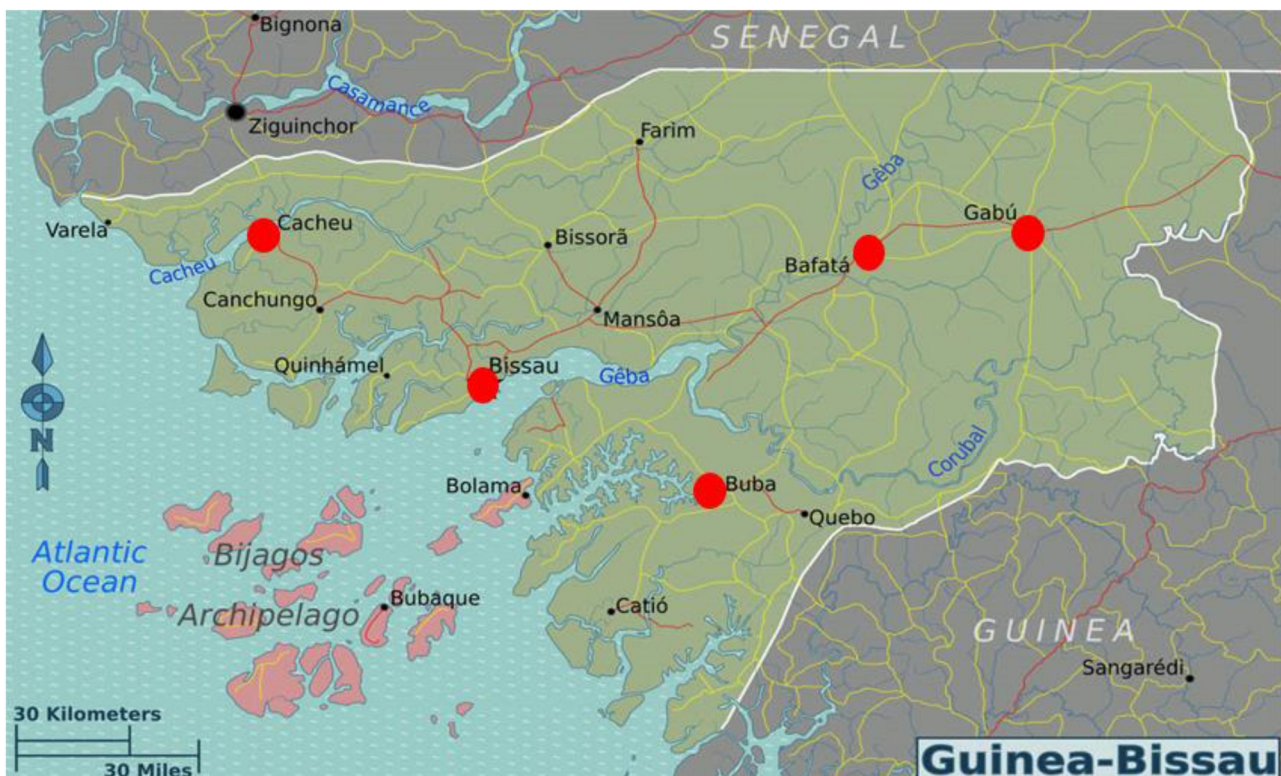 Bignona
SENEGAL
Casamance
Ziguinchor
Farim
Gêba
Varela
Cacheu
Gabú
Bissorã
Bafatá
Cacheu
Canchungo
Mansôa
Quinhámel
Bissau
Gêba
Corubal
Buba
Bolama
Quebo
N
Atlantic
Ocean
Bijagos
Archipelago
Bubaque
Catió
GUINEA
Sangarédi
30 Kilometers
30 Miles
Guinea-Bissau